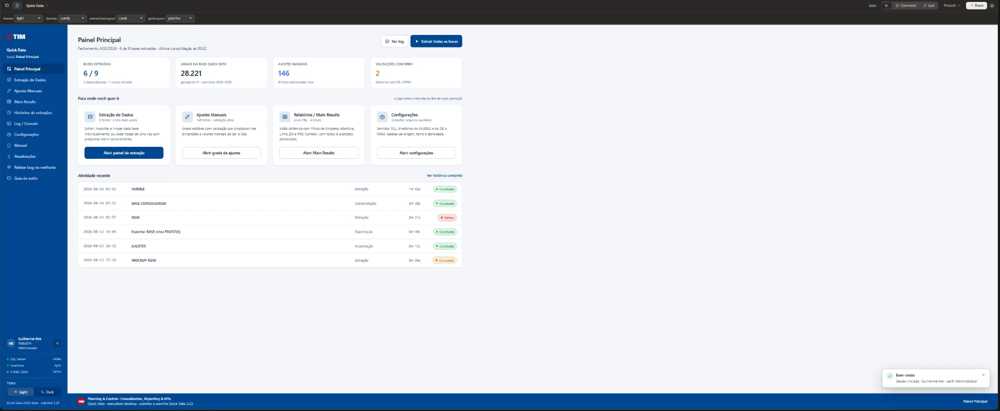 Quick Data
100%
Comment
Edit
Present
Share
theme light density comfy extractionLayout cards gridLayout planilha
TIM
Quick Data
Local: Painel Principal
Painel Principal
Extração de Dados
Ajustes Manuais
Main Results
Histórico de extrações
Log / Console
Configurações
Manual
Atualizações
Relatar bug ou melhoria
Guia de estilo
GK
Guilherme Kek
F8092874 ·
Administrador
SQL Server 142ms
OneDrive sync
F:\P&C 2026 lento
TEMA
Light Dark
Quick Data v4.0.0-beta · substitui 3.23
Painel Principal
Fechamento AGO/2026 · 6 de 9 bases extraídas · última consolidação às 03:22
Ver log
Extrair todas as bases
BASES EXTRAÍDAS
6 / 9
2 desatualizadas · 1 nunca extraída
LINHAS NA BASE QUICK DATA
28.221
gerada há 1h · exercícios 2023–2026
AJUSTES MANUAIS
146
6 linhas adicionadas hoje
VALIDAÇÕES COM ERRO
2
diretorias sem DE x PARA
Para onde você quer ir
o app volta a esta tela ao fim de cada operação
Extração de Dados
9 fontes · a tela mais usada
Extrair, importar e limpar cada base
individualmente, ou rodar todas de uma vez com
progresso real e cancelamento.
Abrir painel de extração
Ajustes Manuais
146 linhas · validação ativa
Grade editável com validação por dropdown nas
dimensões e valores mensais de Jan a Dez.
Abrir grade de ajustes
Relatórios / Main Results
pivot P&L · 4 slicers
Visão dinâmica com filtros de Empresa, Abertura,
Linha_BD e IFRS Contábil, com totais e subtotais
destacados.
Abrir Main Results
Configurações
conexões, arquivos auxiliares
Servidor SQL, diretórios do HUBBLE e do DE x
PARA, tabelas de origem, tema e densidade.
Abrir configurações
Atividade recente
Ver histórico completo
2026-08-14 03:41 HUBBLE Extração 1m 42s Concluída
2026-08-14 03:22 BASE CONSOLIDADA Consolidação 3m 08s Concluída
2026-08-14 02:57 RGM Extração 0m 21s Falhou
2026-08-13 19:04 Exportar BASE e/ou FRONT(S) Exportação 0m 46s Concluída
2026-08-13 18:32 AJUSTES Importação 0m 12s Concluída
2026-08-13 17:10 MOCKUP RGM Extração 0m 04s Cancelada
Bem-vindo
Sessão iniciada · Guilherme Kek · perfil Administrador
TIM
Planning & Control · Consolidation, Reporting & KPIs
Quick Data · executável desktop · substitui a planilha Quick Data 3.23
Painel Principal